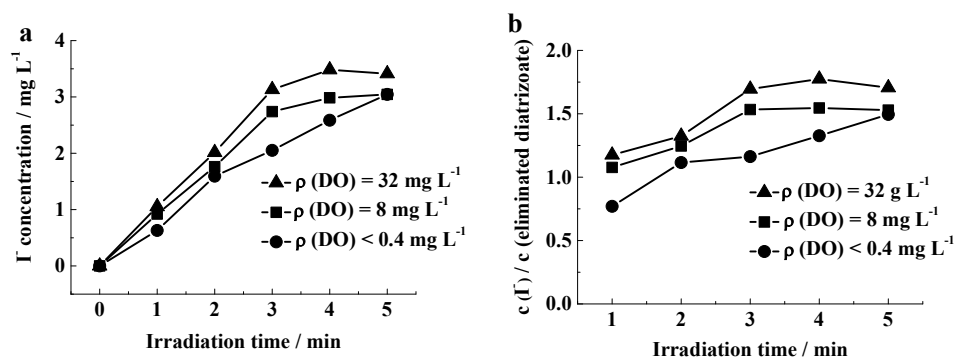 a
I⁻ concentration / mg L⁻¹
4
3
2
1
0
ρ (DO) = 32 mg L⁻¹
ρ (DO) = 8 mg L⁻¹
ρ (DO) < 0.4 mg L⁻¹
0 1 2 3 4 5
Irradiation time / min
b
c (I⁻) / c (eliminated diatrizoate)
2.0
1.5
1.0
0.5
0.0
ρ (DO) = 32 g L⁻¹
ρ (DO) = 8 mg L⁻¹
ρ (DO) < 0.4 mg L⁻¹
1 2 3 4 5
Irradiation time / min